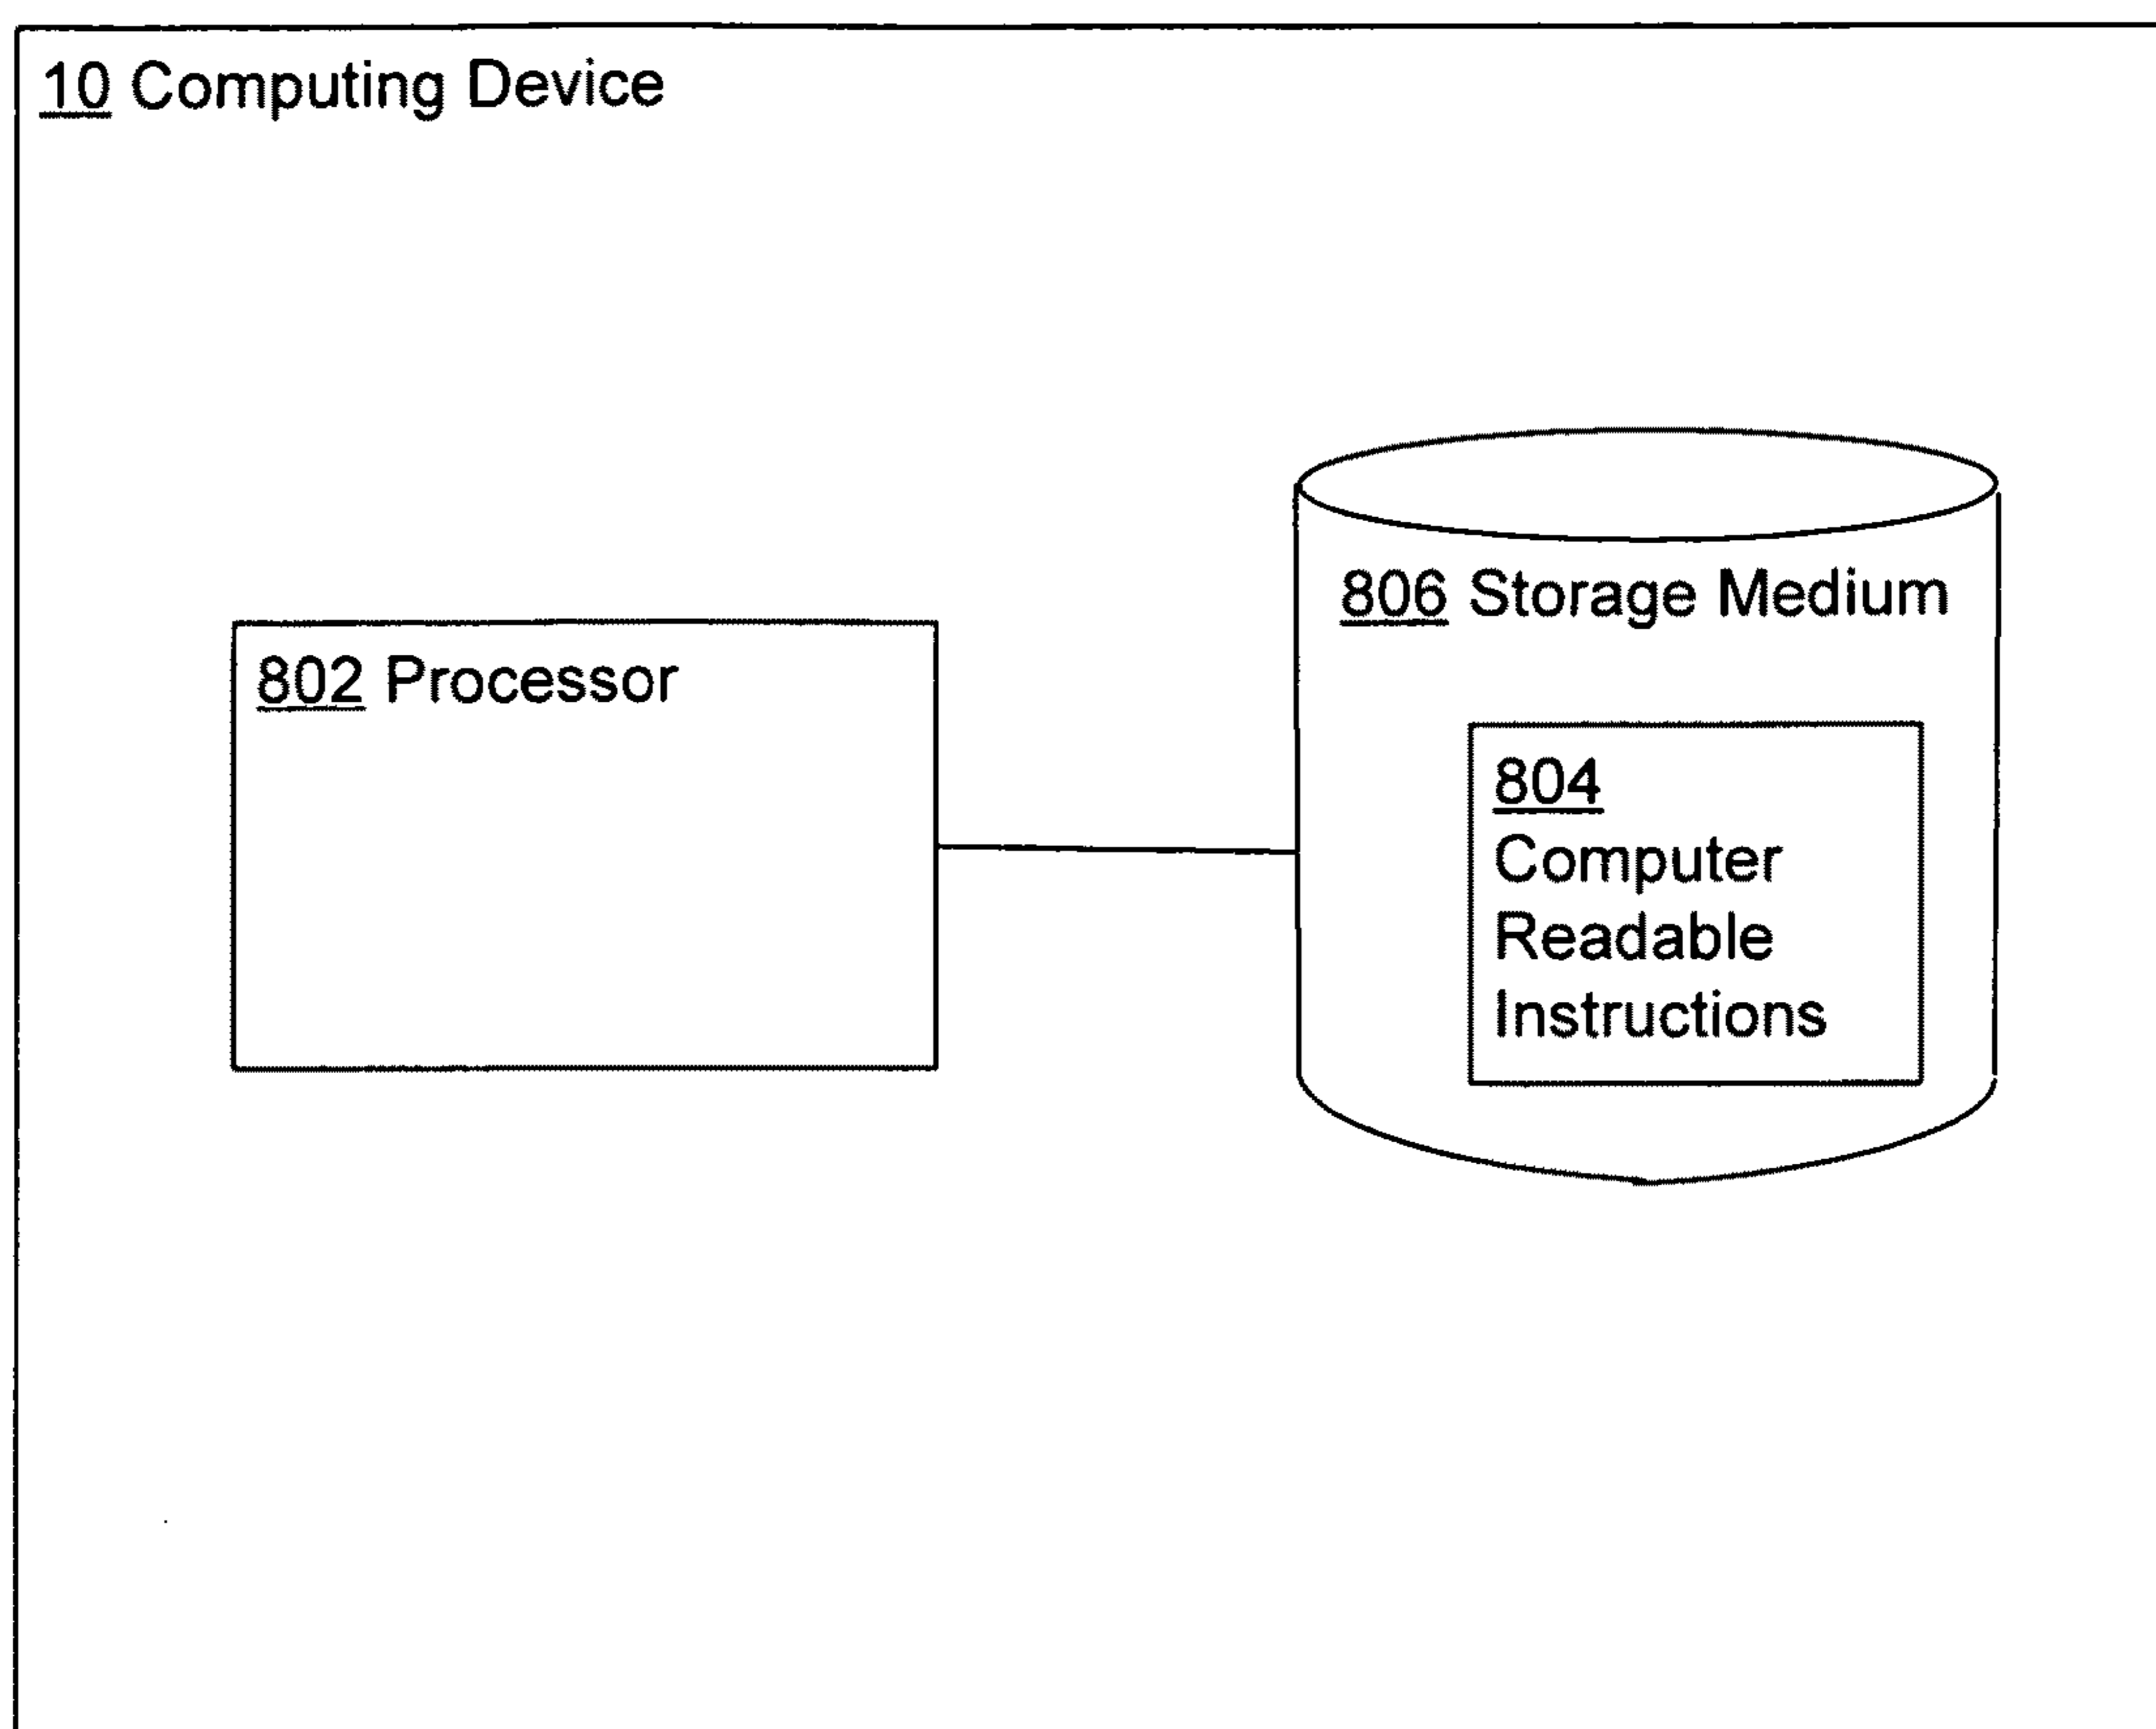 10 Computing Device
806 Storage Medium
802 Processor
804
Computer
Readable
Instructions